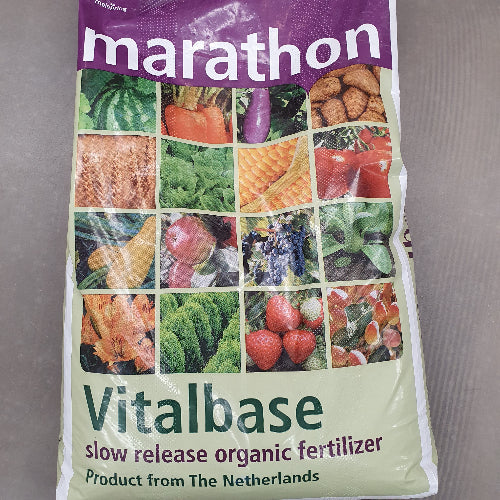 marathon
Vitalbase
slow release organic fertilizer
Product from The Netherlands